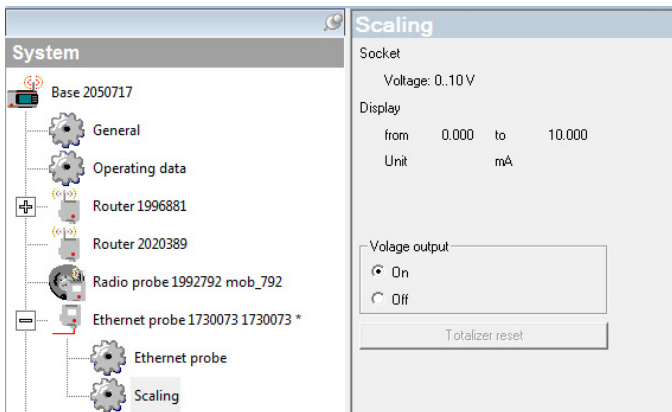 System
Base 2050717
General
Operating data
Router 1996881
Router 2020389
Radio probe 1992792 mob_792
Ethernet probe 1730073 1730073 *
Ethernet probe
Scaling
Scaling
Socket
Voltage: 0..10 V
Display
from 0.000 to 10.000
Unit mA
Volage output
On
Off
Totalizer reset